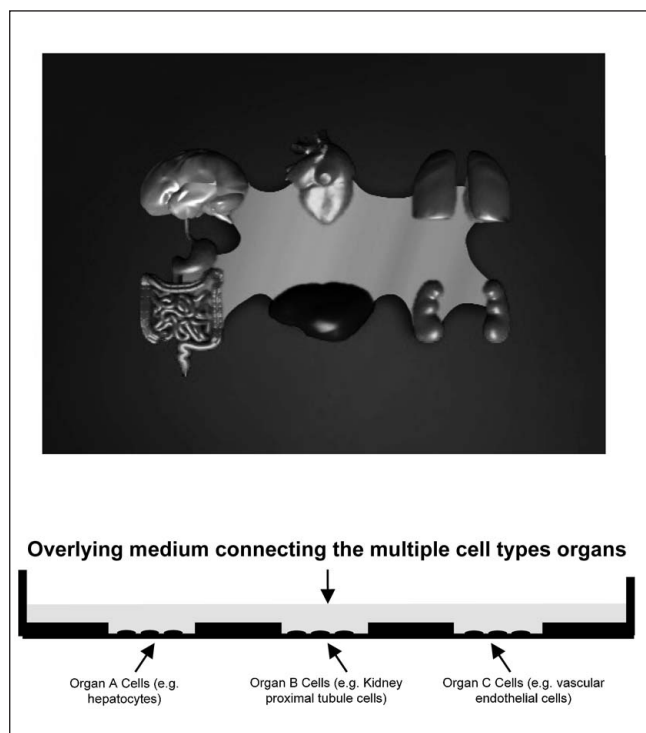 Overlying medium connecting the multiple cell types organs
Organ A Cells (e.g.
hepatocytes)
Organ B Cells (e.g. Kidney
proximal tubule cells)
Organ C Cells (e.g. vascular
endothelial cells)